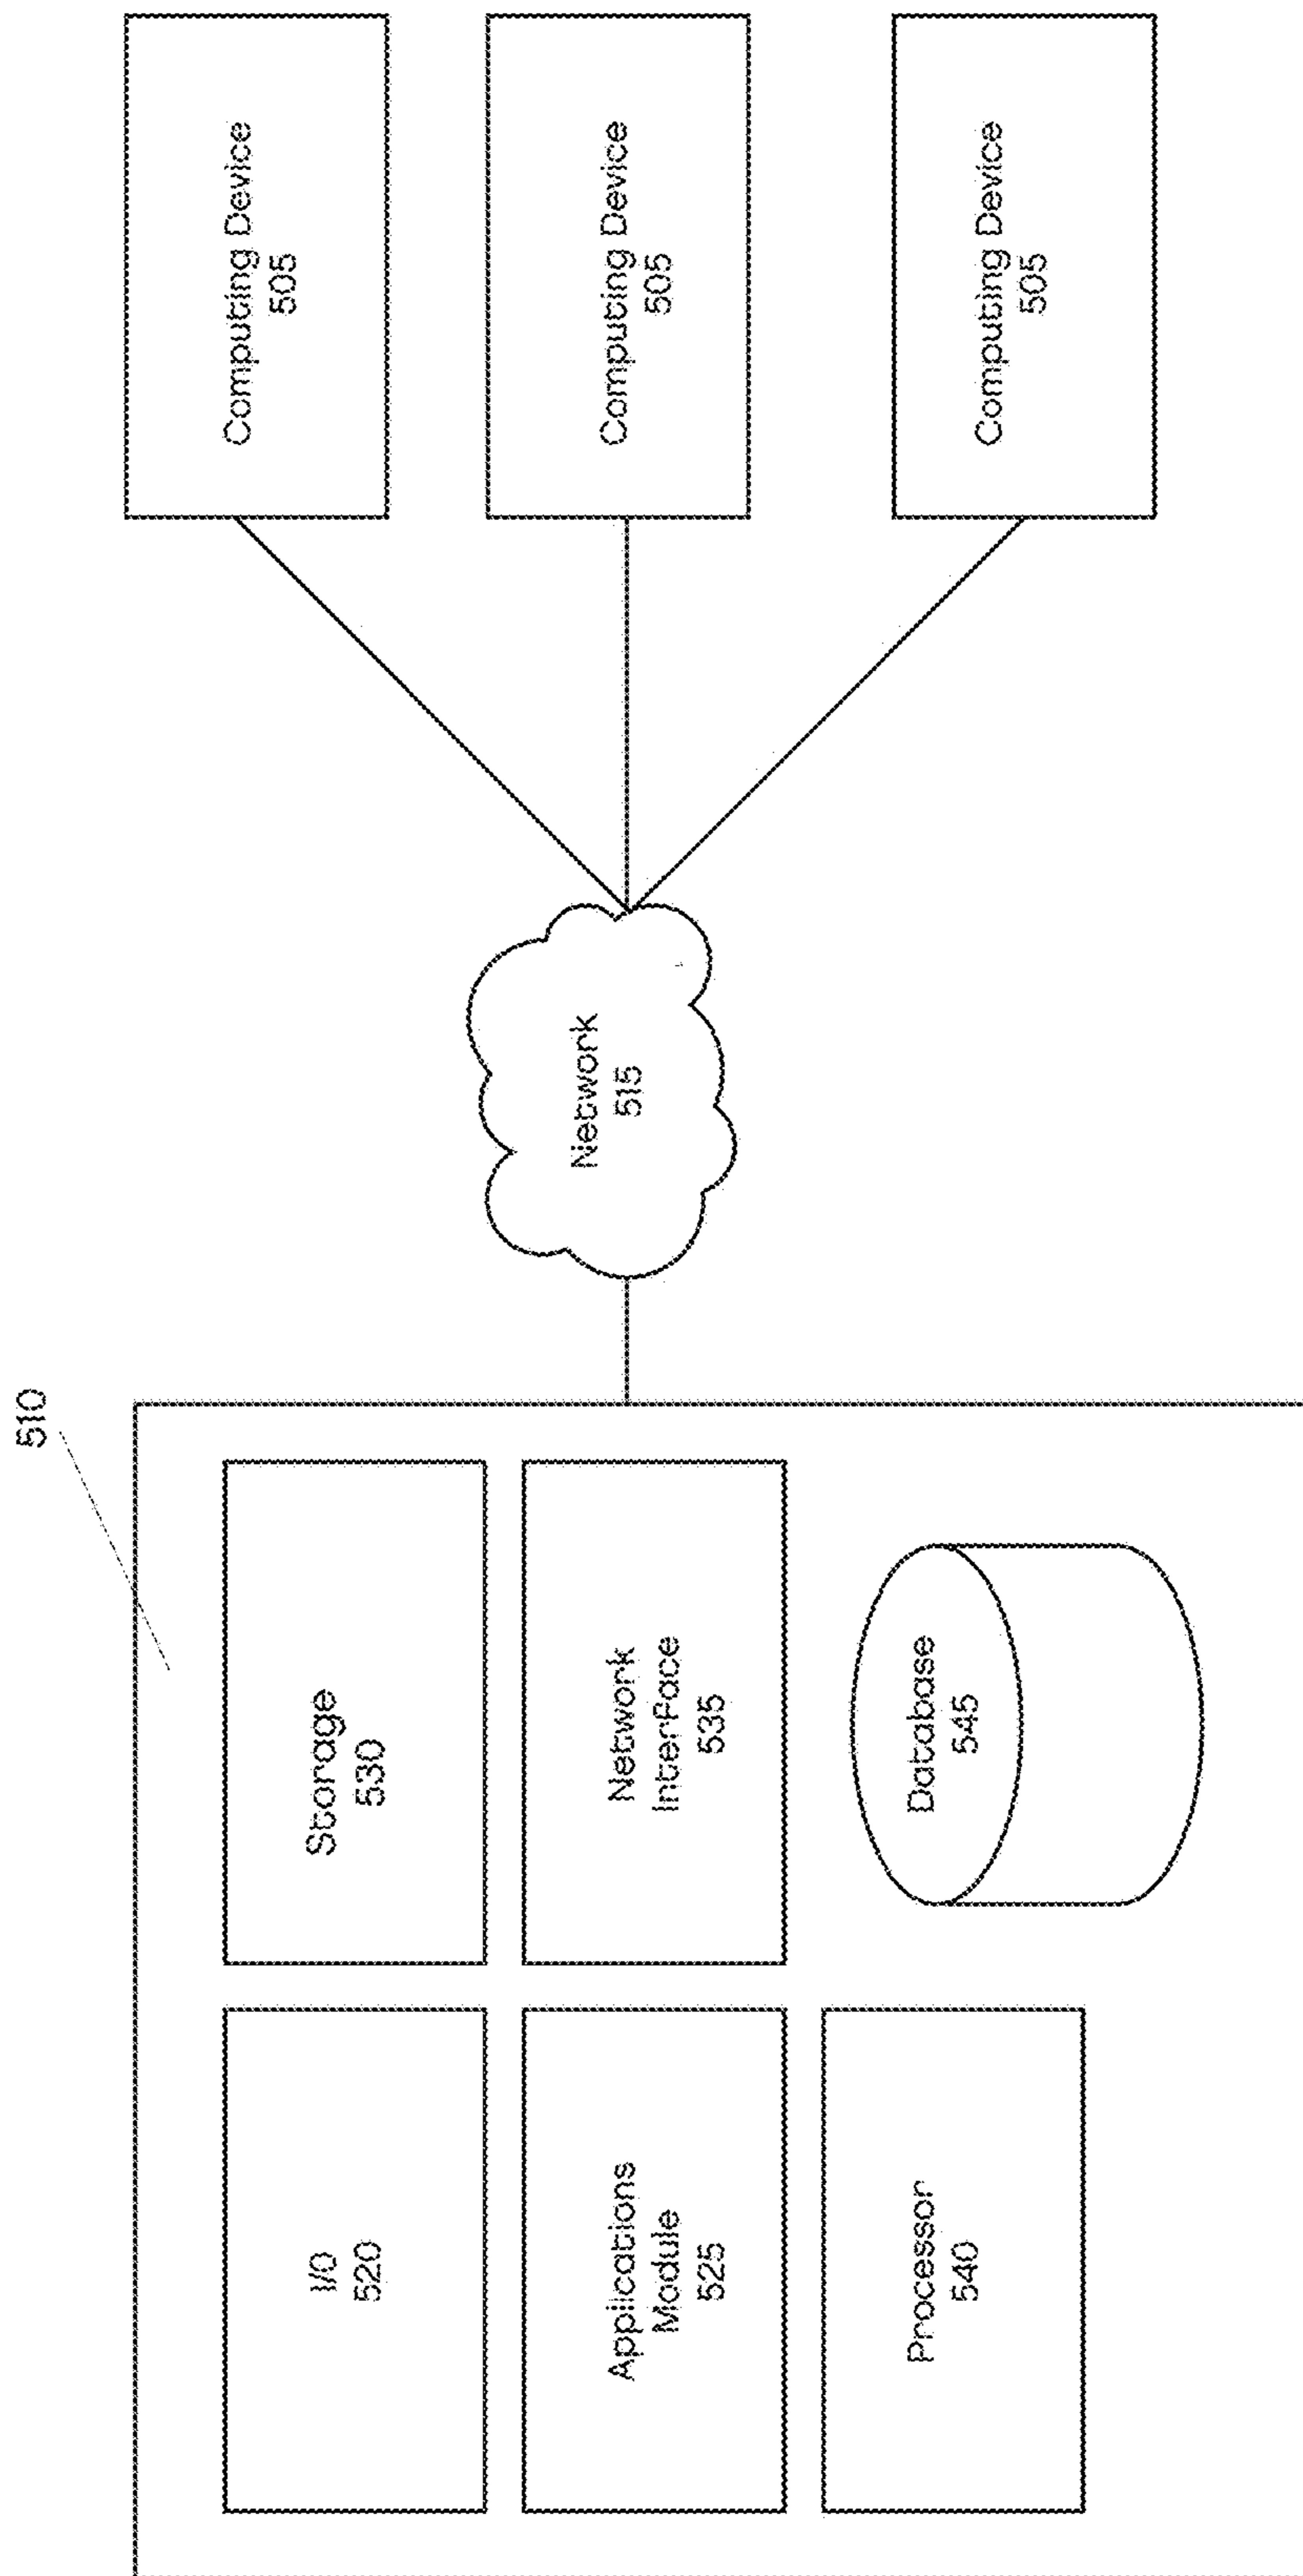 510
I/O
520
Storage
530
Applications
Module
525
Network
Interface
535
Processor
540
Database
545
Network
515
Computing Device
505
Computing Device
505
Computing Device
505